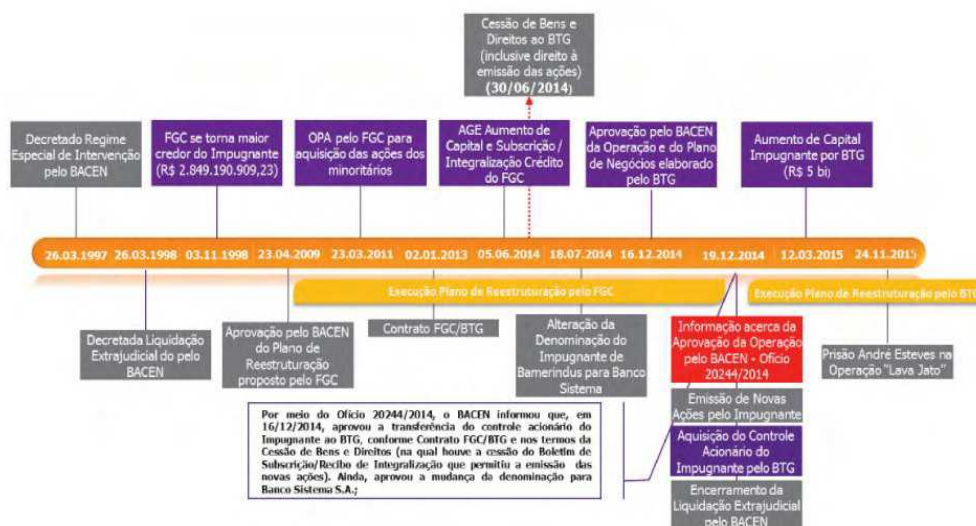 Cessão de Bens e
Direitos ao BTG
(inclusive direito à
emissão das ações)
(30/06/2014)
Decretado Regime
Especial de Intervenção
pelo BACEN
FGC se torna maior
credor do Impugnante
(R$ 2.849.190.909,23)
OPA pelo FGC para
aquisição das ações dos
minoritários
AGE Aumento de
Capital e Subscrição /
Integralização Crédito
do FGC
Aprovação pelo BACEN
da Operação e do Plano
de Negócios elaborado
pelo BTG
Aumento de Capital
Impugnante por BTG
(R$ 5 bi)
26.03.1997 26.03.1998 03.11.1998 23.04.2009 23.03.2011 02.01.2013 05.06.2014 18.07.2014 16.12.2014 19.12.2014 12.03.2015 24.11.2015
Execução Plano de Reestruturação pelo FGC
Execução Plano de Reestruturação pelo BTG
Decretada Liquidação
Extrajudicial do pelo
BACEN
Aprovação pelo BACEN
do Plano de
Reestruturação
proposto pelo FGC
Contrato FGC/BTG
Alteração da
Denominação do
Impugnante de
Bamerindus para Banco
Sistema
Informação acerca da
Aprovação da Operação
pelo BACEN - Ofício
20244/2014
Prisão André Esteves na
Operação "Lava Jato"
Emissão de Novas
Ações pelo Impugnante
Aquisição do Controle
Acionário do
Impugnante pelo BTG
Encerramento da
Liquidação Extrajudicial
pelo BACEN
Por meio do Ofício 20244/2014, o BACEN informou que, em
16/12/2014, aprovou a transferência do controle acionário do
Impugnante ao BTG, conforme Contrato FGC/BTG e nos termos da
Cessão de Bens e Direitos (na qual houve a cessão do Boletim de
Subscrição/Recibo de Integralização que permitiu a emissão das
novas ações). Ainda, aprovou a mudança da denominação para
Banco Sistema S.A.;